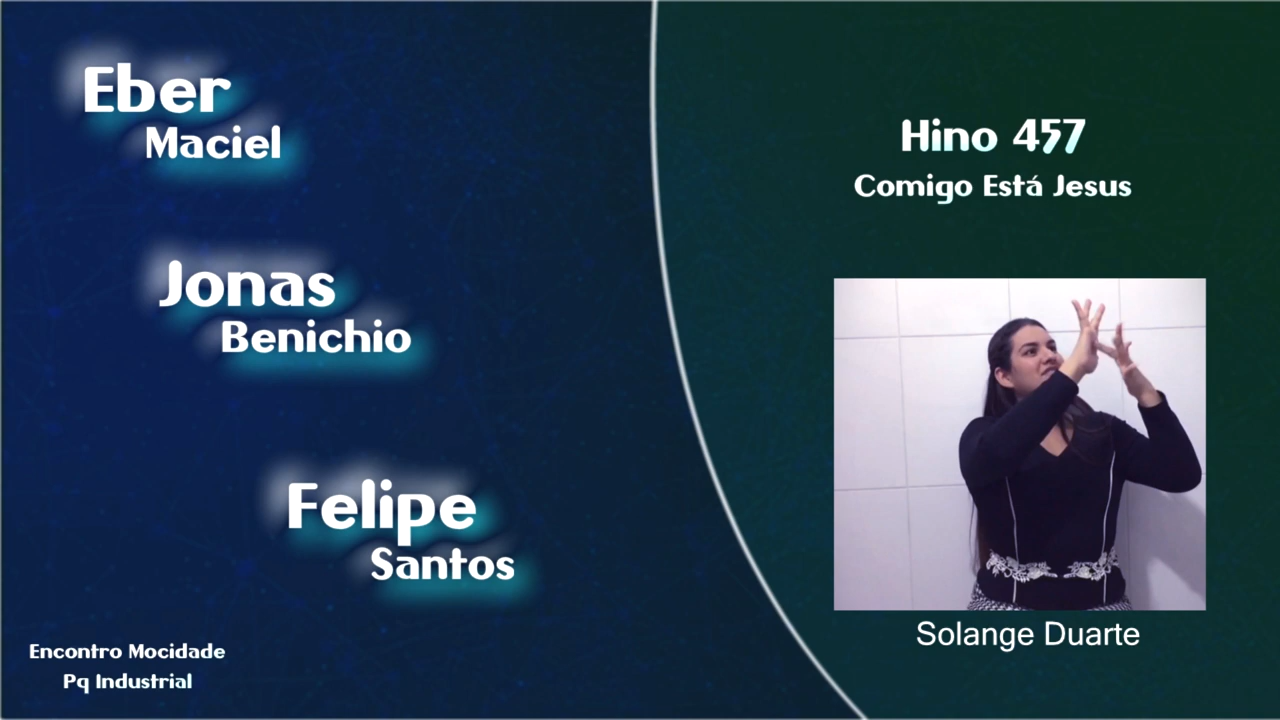 Eber
Maciel
Jonas
Benichio
Felipe
Santos
Encontro Mocidade
Pq Industrial
Hino 457
Comigo Está Jesus
Solange Duarte